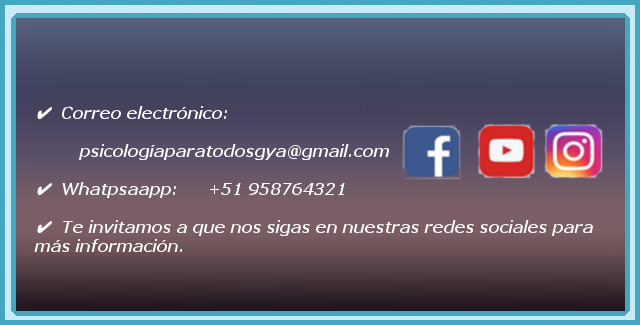 ✔ Correo electrónico:
psicologíaparatodosgya@gmail.com
✔ Whatpsaapp: +51 958764321
✔ Te invitamos a que nos sigas en nuestras redes sociales para
más información.